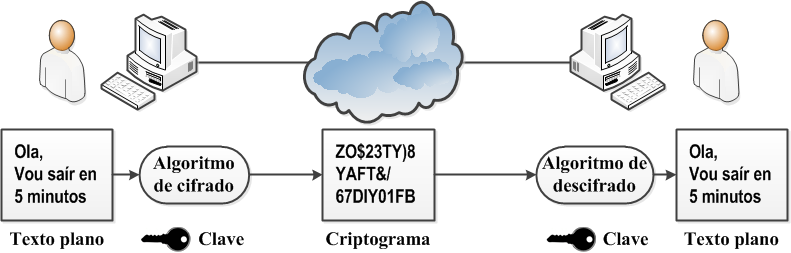 Ola,
Vou saír en
5 minutos
Texto plano
Algoritmo
de cifrado
Clave
ZO$23TY)8
YAFT&/
67DIY01FB
Criptograma
Algoritmo de
descifrado
Clave
Ola,
Vou saír en
5 minutos
Texto plano